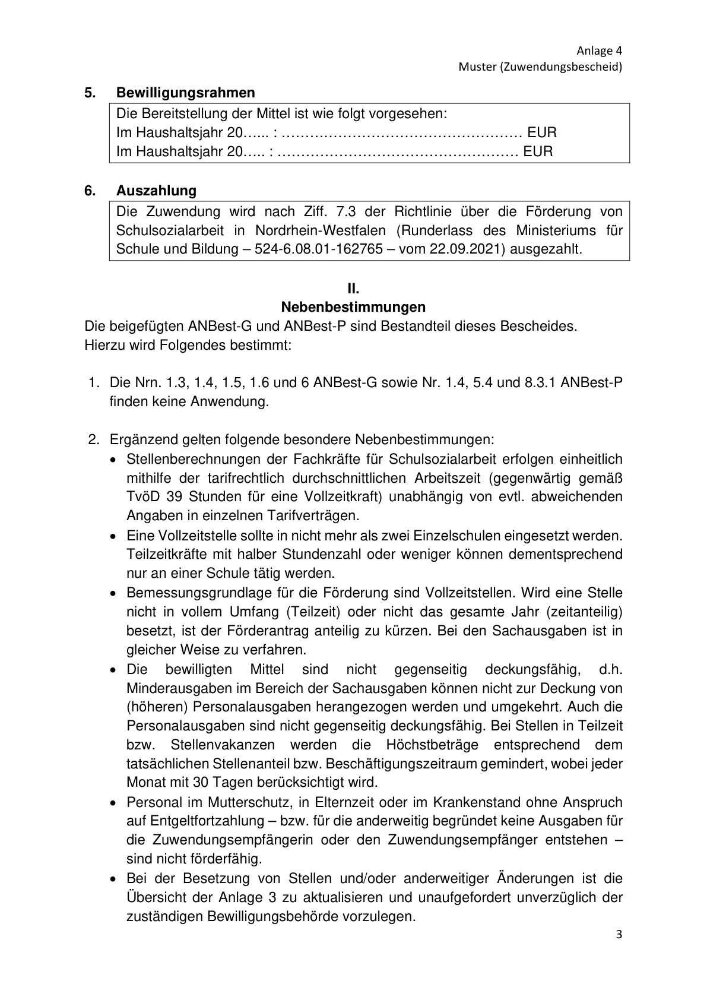 Anlage 4
Muster (Zuwendungsbescheid)
5. Bewilligungsrahmen
Die Bereitstellung der Mittel ist wie folgt vorgesehen:
Im Haushaltsjahr 20…... : …………………………………………… EUR
Im Haushaltsjahr 20….. : …………………………………………… EUR
6. Auszahlung
Die Zuwendung wird nach Ziff. 7.3 der Richtlinie über die Förderung von
Schulsozialarbeit in Nordrhein-Westfalen (Runderlass des Ministeriums für
Schule und Bildung – 524-6.08.01-162765 – vom 22.09.2021) ausgezahlt.
II.
Nebenbestimmungen
Die beigefügten ANBest-G und ANBest-P sind Bestandteil dieses Bescheides.
Hierzu wird Folgendes bestimmt:
1. Die Nrn. 1.3, 1.4, 1.5, 1.6 und 6 ANBest-G sowie Nr. 1.4, 5.4 und 8.3.1 ANBest-P
finden keine Anwendung.
2. Ergänzend gelten folgende besondere Nebenbestimmungen:
• Stellenberechnungen der Fachkräfte für Schulsozialarbeit erfolgen einheitlich
mithilfe der tarifrechtlich durchschnittlichen Arbeitszeit (gegenwärtig gemäß
TvöD 39 Stunden für eine Vollzeitkraft) unabhängig von evtl. abweichenden
Angaben in einzelnen Tarifverträgen.
• Eine Vollzeitstelle sollte in nicht mehr als zwei Einzelschulen eingesetzt werden.
Teilzeitkräfte mit halber Stundenzahl oder weniger können dementsprechend
nur an einer Schule tätig werden.
• Bemessungsgrundlage für die Förderung sind Vollzeitstellen. Wird eine Stelle
nicht in vollem Umfang (Teilzeit) oder nicht das gesamte Jahr (zeitanteilig)
besetzt, ist der Förderantrag anteilig zu kürzen. Bei den Sachausgaben ist in
gleicher Weise zu verfahren.
• Die bewilligten Mittel sind nicht gegenseitig deckungsfähig, d.h.
Minderausgaben im Bereich der Sachausgaben können nicht zur Deckung von
(höheren) Personalausgaben herangezogen werden und umgekehrt. Auch die
Personalausgaben sind nicht gegenseitig deckungsfähig. Bei Stellen in Teilzeit
bzw. Stellenvakanzen werden die Höchstbeträge entsprechend dem
tatsächlichen Stellenanteil bzw. Beschäftigungszeitraum gemindert, wobei jeder
Monat mit 30 Tagen berücksichtigt wird.
• Personal im Mutterschutz, in Elternzeit oder im Krankenstand ohne Anspruch
auf Entgeltfortzahlung – bzw. für die anderweitig begründet keine Ausgaben für
die Zuwendungsempfängerin oder den Zuwendungsempfänger entstehen –
sind nicht förderfähig.
• Bei der Besetzung von Stellen und/oder anderweitiger Änderungen ist die
Übersicht der Anlage 3 zu aktualisieren und unaufgefordert unverzüglich der
zuständigen Bewilligungsbehörde vorzulegen.
3